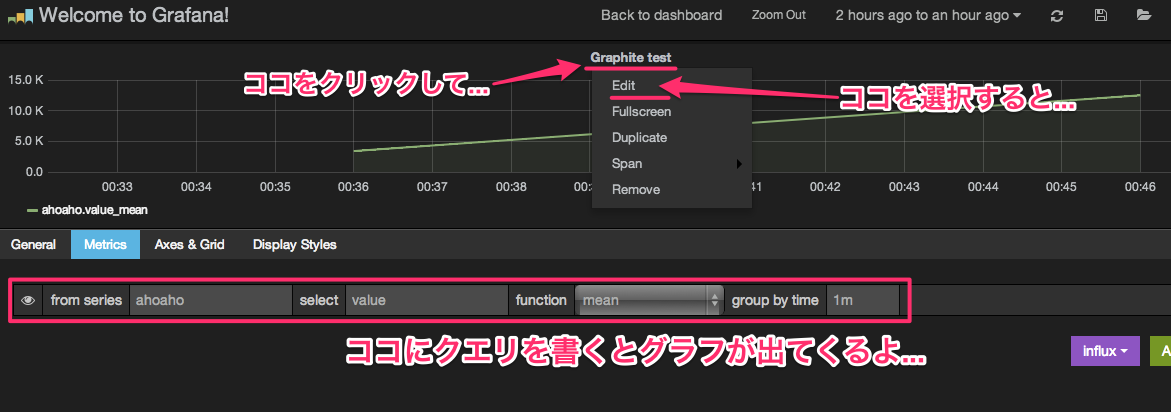 Welcome to Grafana!
Back to dashboard
Zoom Out
2 hours ago to an hour ago
Graphite test
ココをクリックして...
Edit
ココを選択すると...
Fullscreen
Duplicate
Span
Remove
15.0 K
10.0 K
5.0 K
0.0
00:33 00:34 00:35 00:36 00:37 00:38 00:42 00:43 00:44 00:45 00:46
ahoaho.value_mean
General Metrics Axes & Grid Display Styles
from series ahoaho select value function mean group by time 1m
ココにクエリを書くとグラフが出てくるよ...
influx